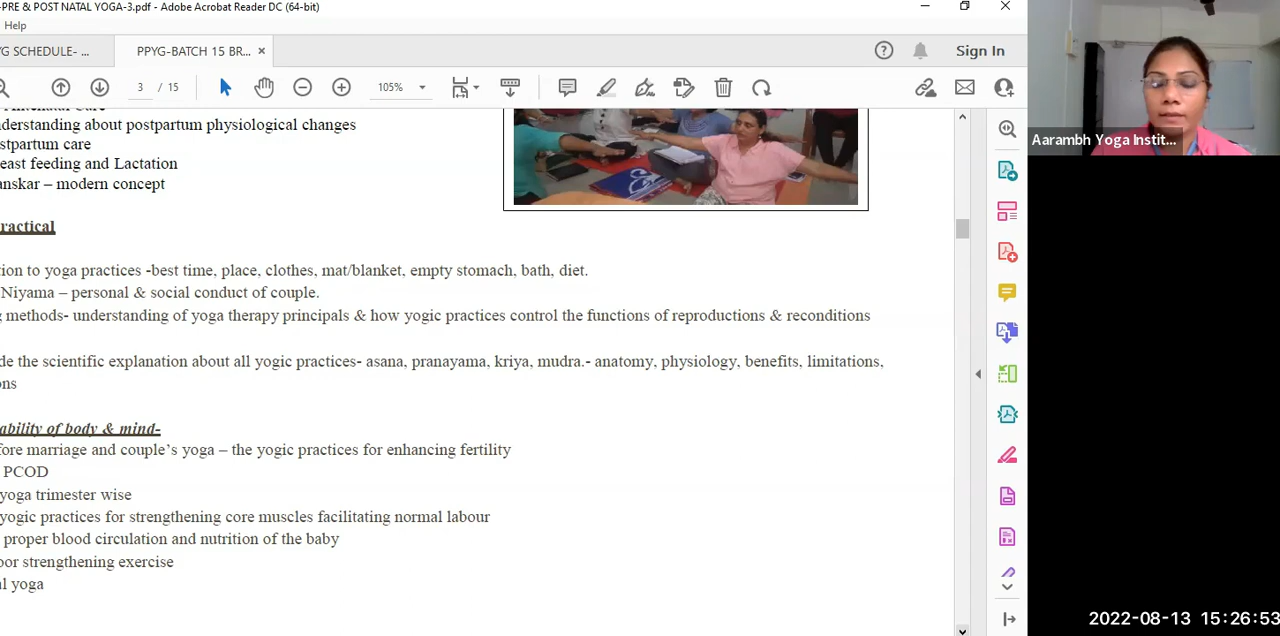 -PRE & POST NATAL YOGA-3.pdf - Adobe Acrobat Reader DC (64-bit)
Help
G SCHEDULE- ...
PPYG-BATCH 15 BR... ×
Sign In
3 / 15
105%
Antenatal Care
derstanding about postpartum physiological changes
stpartum care
east feeding and Lactation
anskar – modern concept
ractical
tion to yoga practices -best time, place, clothes, mat/blanket, empty stomach, bath, diet.
Niyama – personal & social conduct of couple.
g methods- understanding of yoga therapy principals & how yogic practices control the functions of reproductions & reconditions
de the scientific explanation about all yogic practices- asana, pranayama, kriya, mudra.- anatomy, physiology, benefits, limitations,
ons
ability of body & mind-
fore marriage and couple's yoga – the yogic practices for enhancing fertility
PCOD
yoga trimester wise
yogic practices for strengthening core muscles facilitating normal labour
proper blood circulation and nutrition of the baby
oor strengthening exercise
al yoga
Aarambh Yoga Instit...
2022-08-13 15:26:53